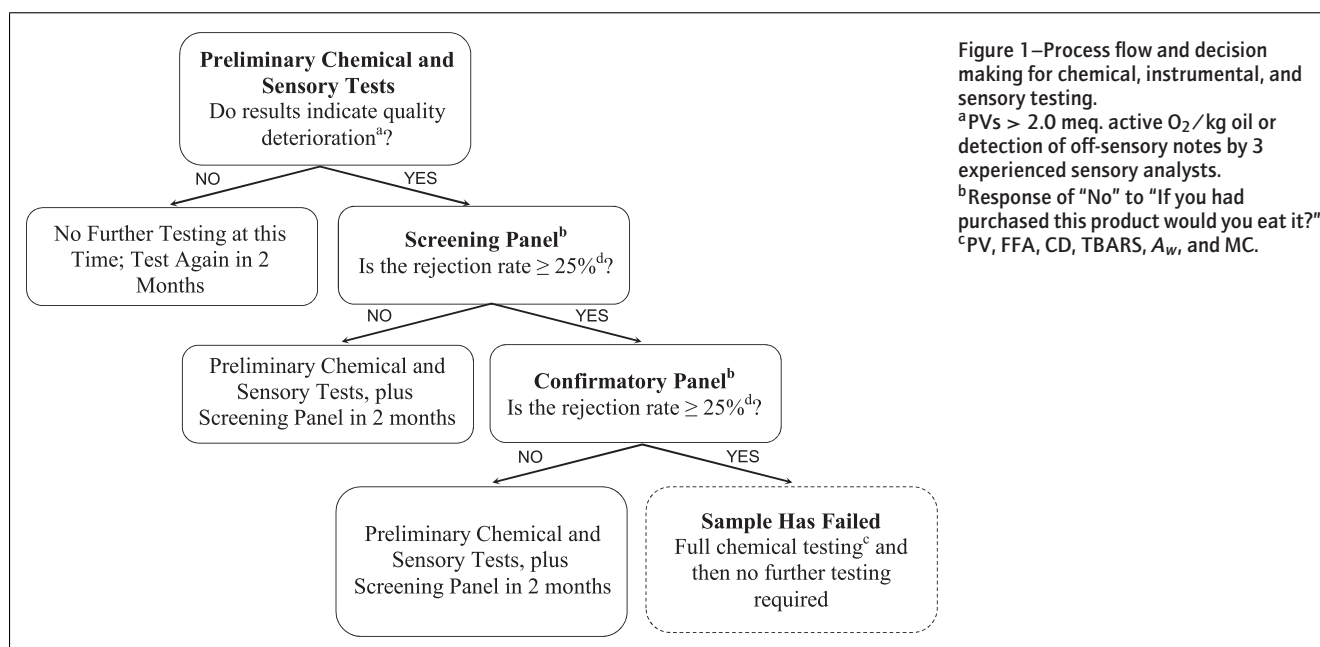 Preliminary Chemical and
Sensory Tests
Do results indicate quality
deteriorationᵃ?
NO
YES
No Further Testing at this
Time; Test Again in 2
Months
Screening Panelᵇ
Is the rejection rate ≥ 25%ᵈ?
NO
YES
Preliminary Chemical and
Sensory Tests, plus
Screening Panel in 2 months
Confirmatory Panelᵇ
Is the rejection rate ≥ 25%ᵈ?
NO
YES
Preliminary Chemical and
Sensory Tests, plus
Screening Panel in 2 months
Sample Has Failed
Full chemical testingᶜ and
then no further testing
required
Figure 1–Process flow and decision
making for chemical, instrumental, and
sensory testing.
ᵃPVs > 2.0 meq. active O₂/kg oil or
detection of off-sensory notes by 3
experienced sensory analysts.
ᵇResponse of “No” to “If you had
purchased this product would you eat it?”
ᶜPV, FFA, CD, TBARS, A𝑤, and MC.